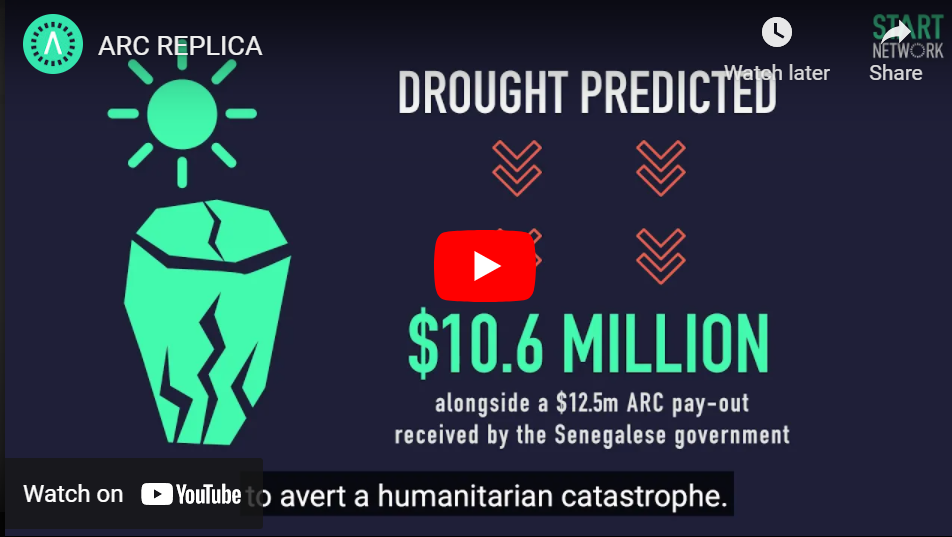 ARC REPLICA
Watch later
Share
START
NETWORK
DROUGHT PREDICTED
$10.6 MILLION
alongside a $12.5m ARC pay-out
received by the Senegalese government
Watch on YouTube
to avert a humanitarian catastrophe.